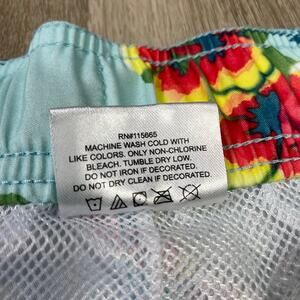 RN#115665
MACHINE WASH COLD WITH
LIKE COLORS. ONLY NON-CHLORINE
BLEACH. TUMBLE DRY LOW.
DO NOT IRON IF DECORATED.
DO NOT DRY CLEAN IF DECORATED.